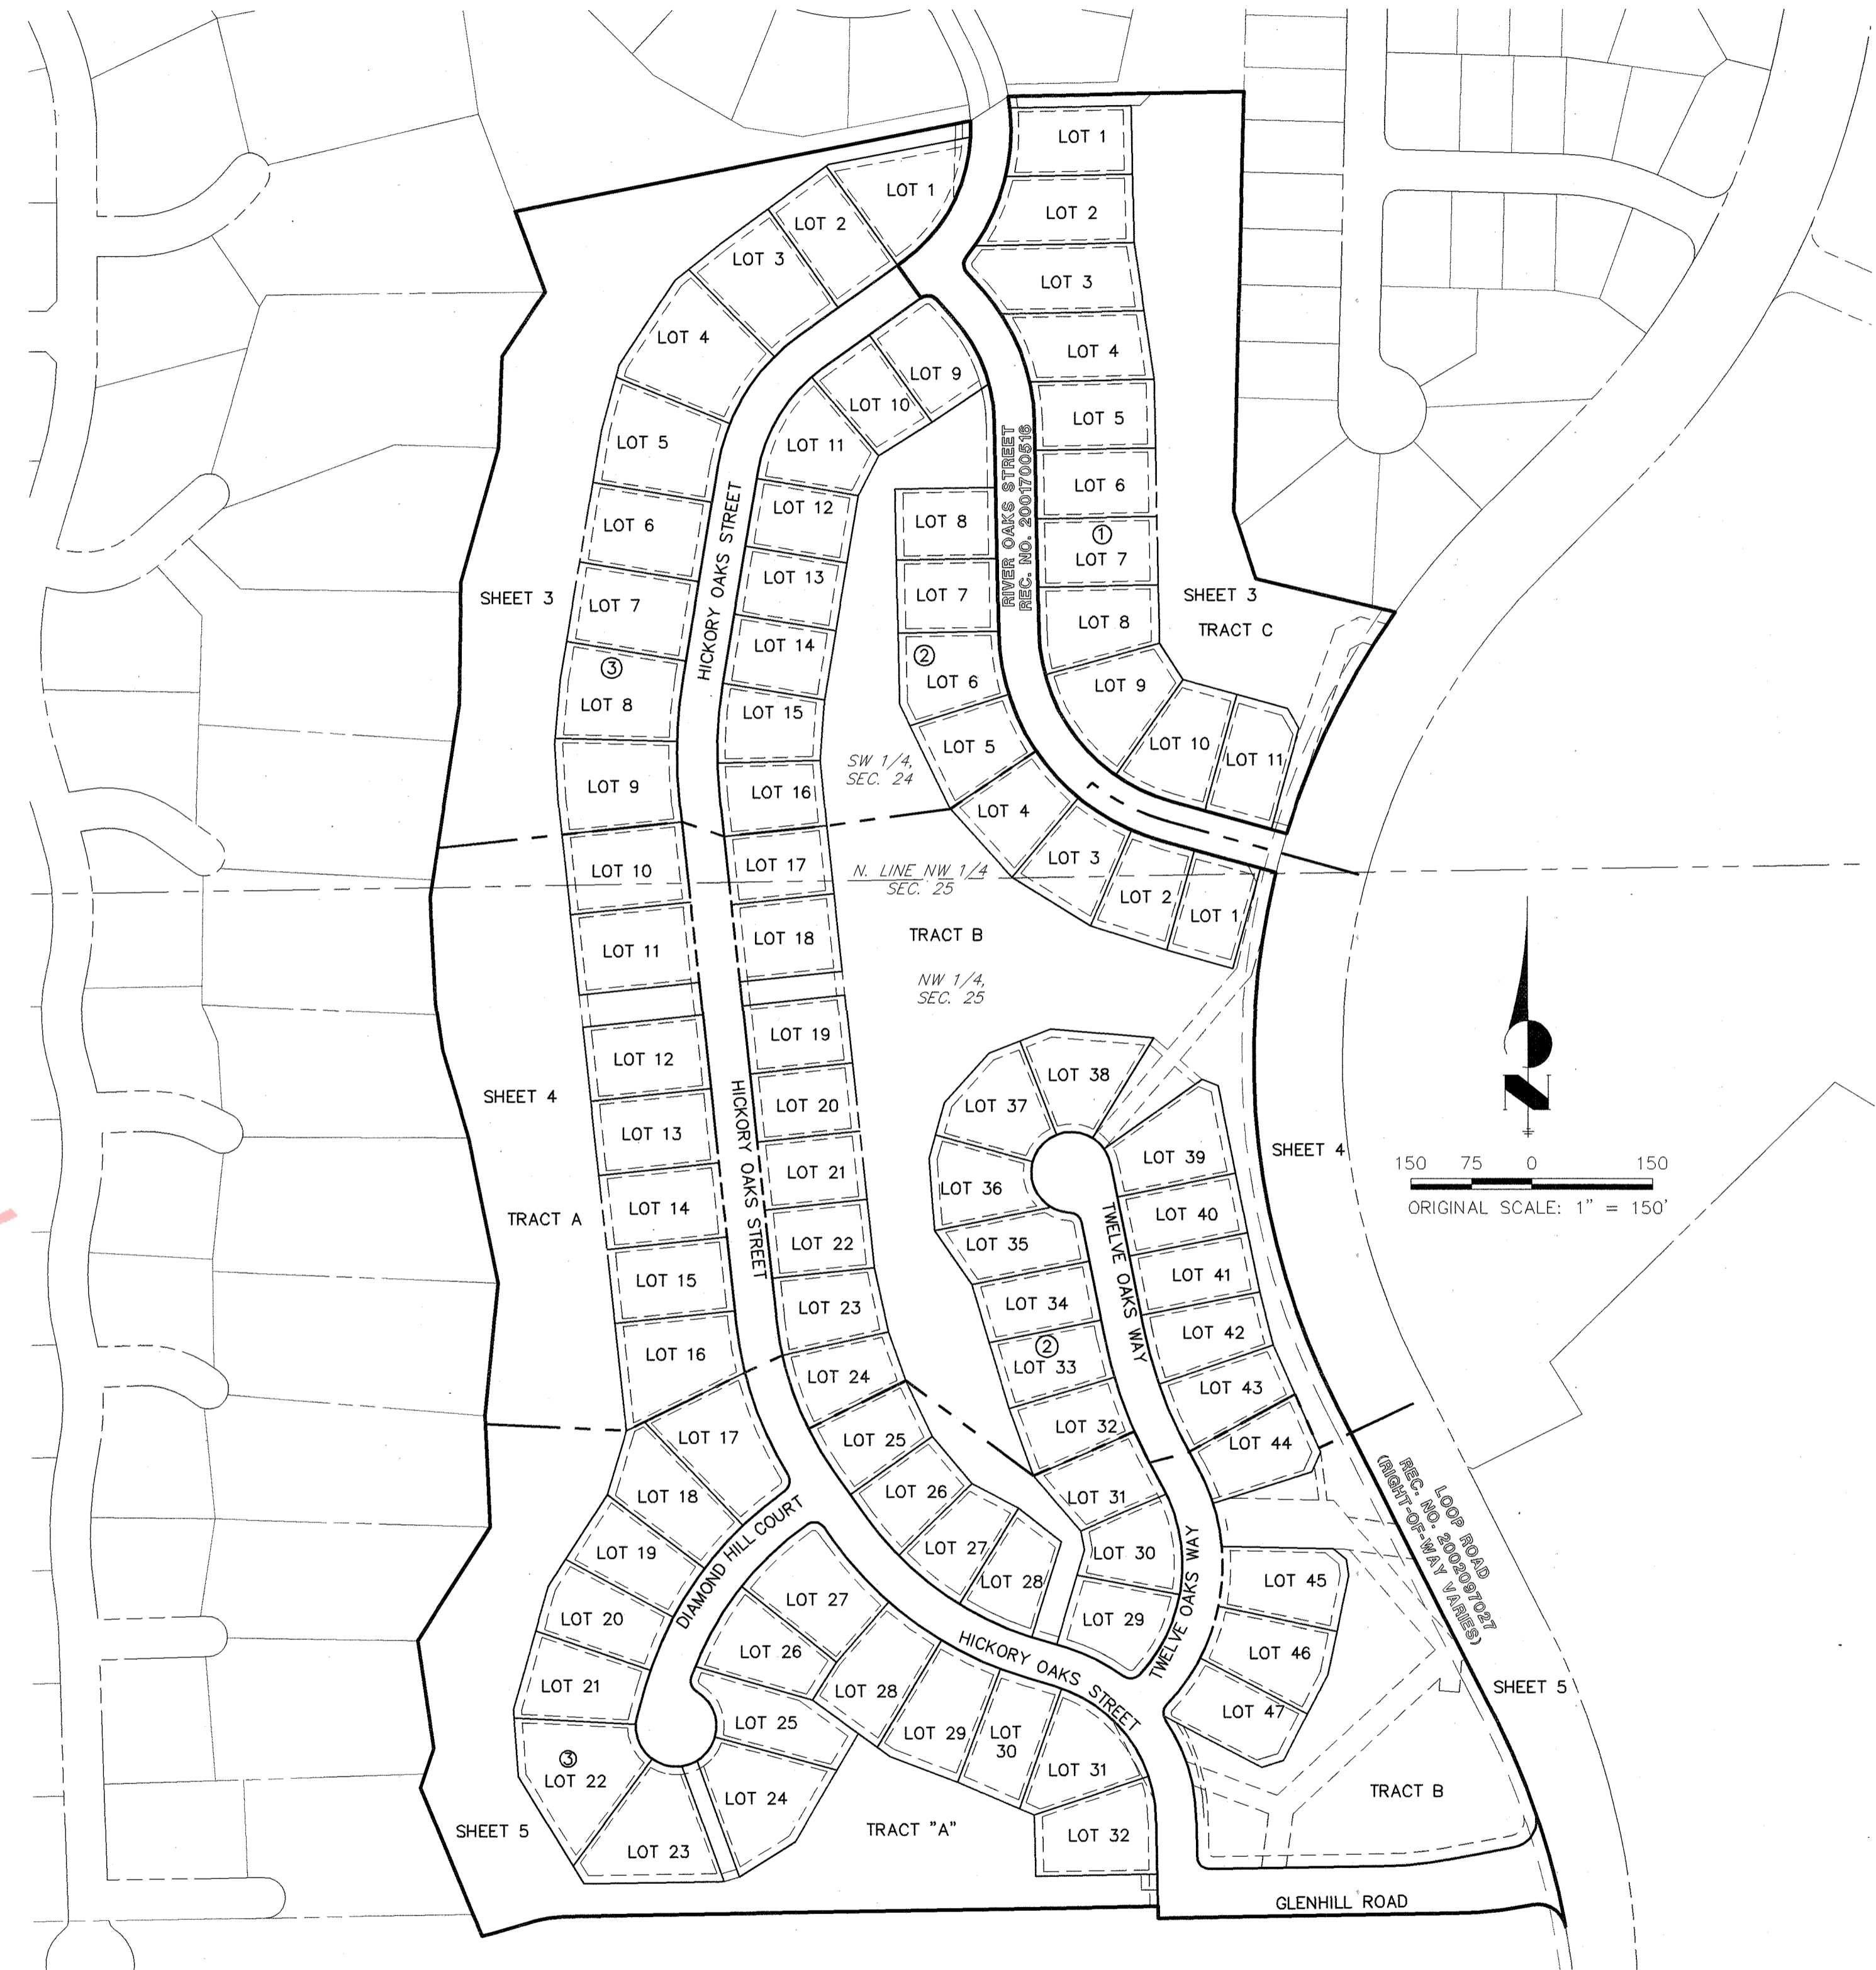 LOT 1
LOT 1
LOT 2
LOT 2
LOT 3
LOT 3
LOT 4
LOT 4
LOT 9
LOT 10
LOT 5
LOT 5
LOT 11
RIVER OAKS STREET
REC. NO. 2001700516
LOT 6
LOT 12
LOT 8
LOT 6
HICKORY OAKS STREET
1
LOT 7
LOT 13
SHEET 3
LOT 7
LOT 7
SHEET 3
TRACT C
LOT 8
LOT 14
3
LOT 8
2
LOT 6
LOT 9
LOT 15
LOT 5
LOT 10
LOT 11
SW 1/4,
SEC. 24
LOT 9
LOT 16
LOT 4
LOT 3
LOT 10
LOT 17
N. LINE NW 1/4
SEC. 25
LOT 2
LOT 1
LOT 11
LOT 18
TRACT B
NW 1/4,
SEC. 25
N
LOT 19
LOT 12
LOT 38
SHEET 4
LOT 20
LOT 37
LOT 13
HICKORY OAKS STREET
LOT 39
SHEET 4
150 75 0 150
ORIGINAL SCALE: 1" = 150'
LOT 21
LOT 36
LOT 14
TRACT A
LOT 40
TWELVE OAKS WAY
LOT 22
LOT 35
LOT 15
LOT 41
LOT 23
LOT 34
LOT 42
2
LOT 33
LOT 16
LOT 24
LOT 43
LOT 17
LOT 25
LOT 32
LOT 44
LOT 18
LOT 26
LOT 31
LOOP ROAD
REC. NO. 2002097027
(RIGHT-OF-WAY VARIES)
LOT 19
DIAMOND HILL COURT
LOT 27
LOT 30
LOT 28
LOT 45
TWELVE OAKS WAY
LOT 20
LOT 27
LOT 29
HICKORY OAKS STREET
LOT 26
LOT 46
LOT 21
LOT 28
SHEET 5
LOT 25
LOT 29
LOT
30
LOT 47
3
LOT 22
LOT 31
LOT 24
TRACT B
SHEET 5
TRACT "A"
LOT 32
LOT 23
GLENHILL ROAD